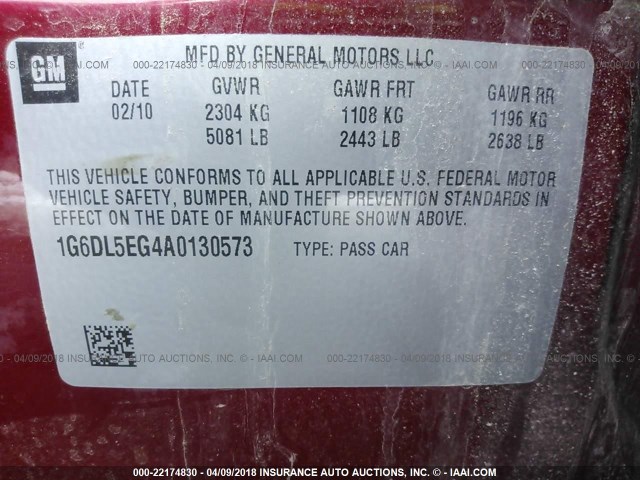 GM
MFD BY GENERAL MOTORS LLC
DATE GVWR GAWR FRT GAWR RR
02/10 2304 KG 1108 KG 1196 KG
5081 LB 2443 LB 2638 LB
THIS VEHICLE CONFORMS TO ALL APPLICABLE U.S. FEDERAL MOTOR
VEHICLE SAFETY, BUMPER, AND THEFT PREVENTION STANDARDS IN
EFFECT ON THE DATE OF MANUFACTURE SHOWN ABOVE.
1G6DL5EG4A0130573 TYPE: PASS CAR
000-22174830 - 04/09/2018 INSURANCE AUTO AUCTIONS, INC. © - IAAI.COM